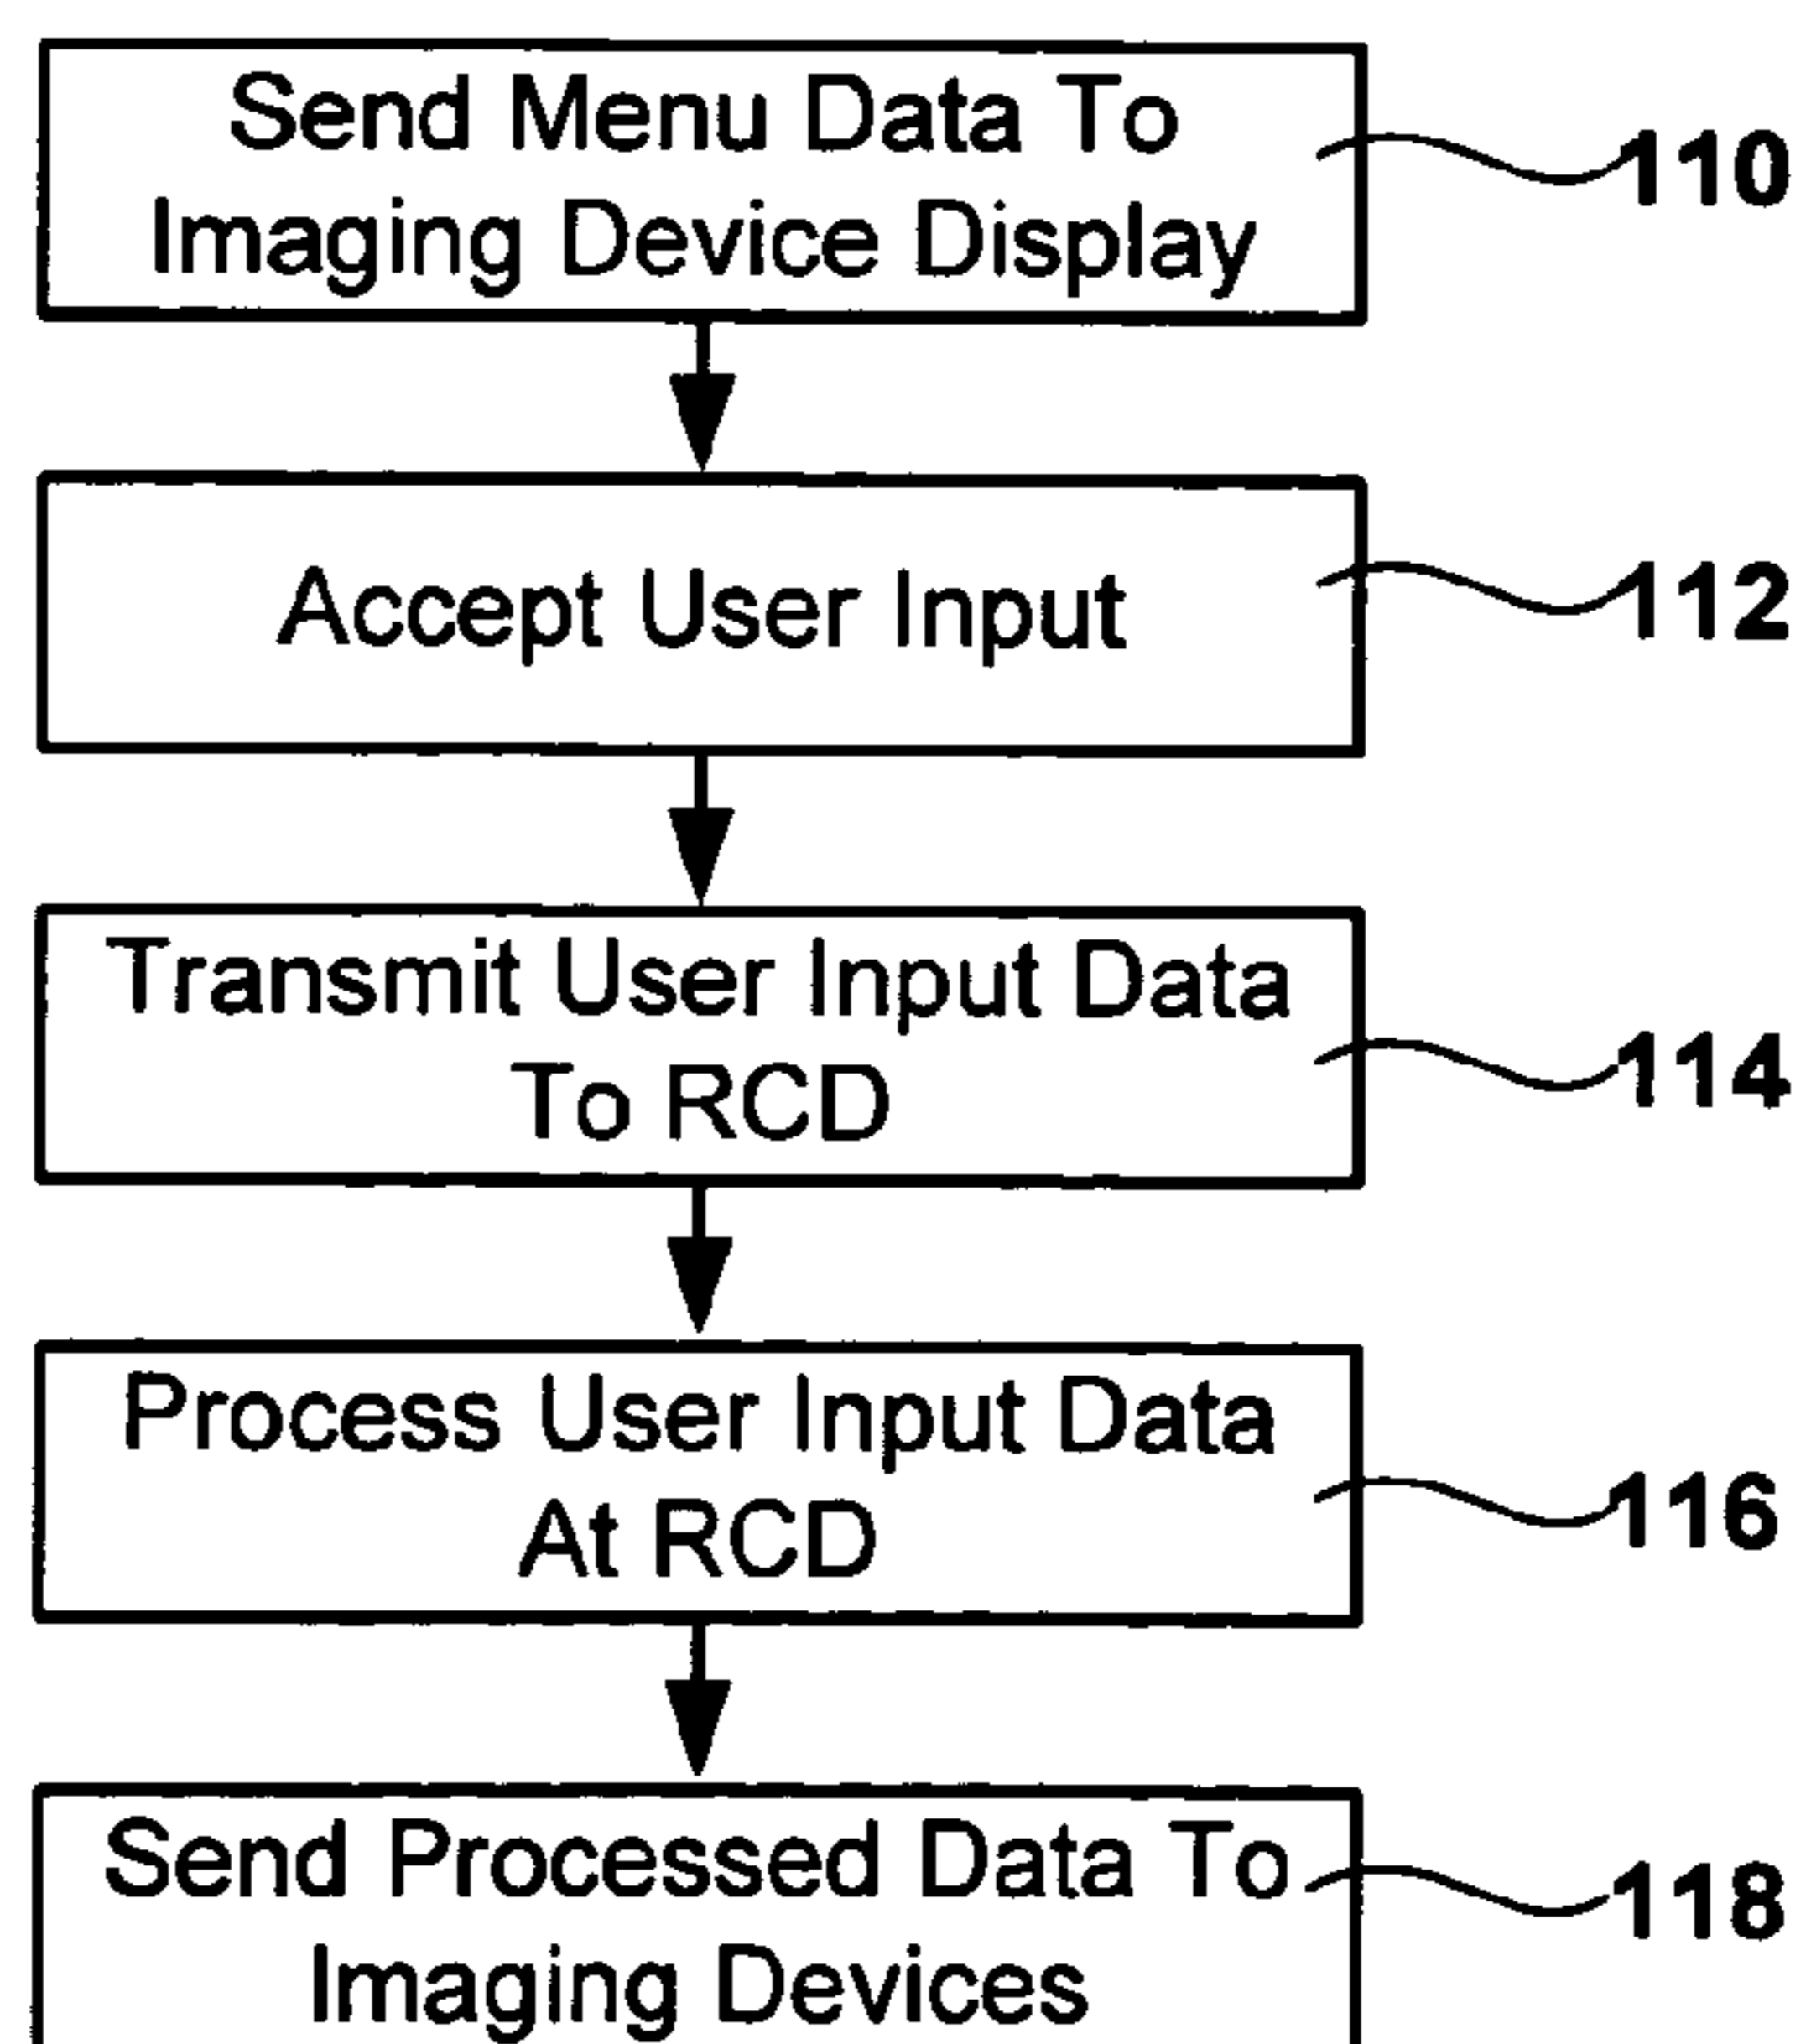 Send Menu Data To
Imaging Device Display
110
Accept User Input
112
Transmit User Input Data
To RCD
114
Process User Input Data
At RCD
116
Send Processed Data To
Imaging Devices
118